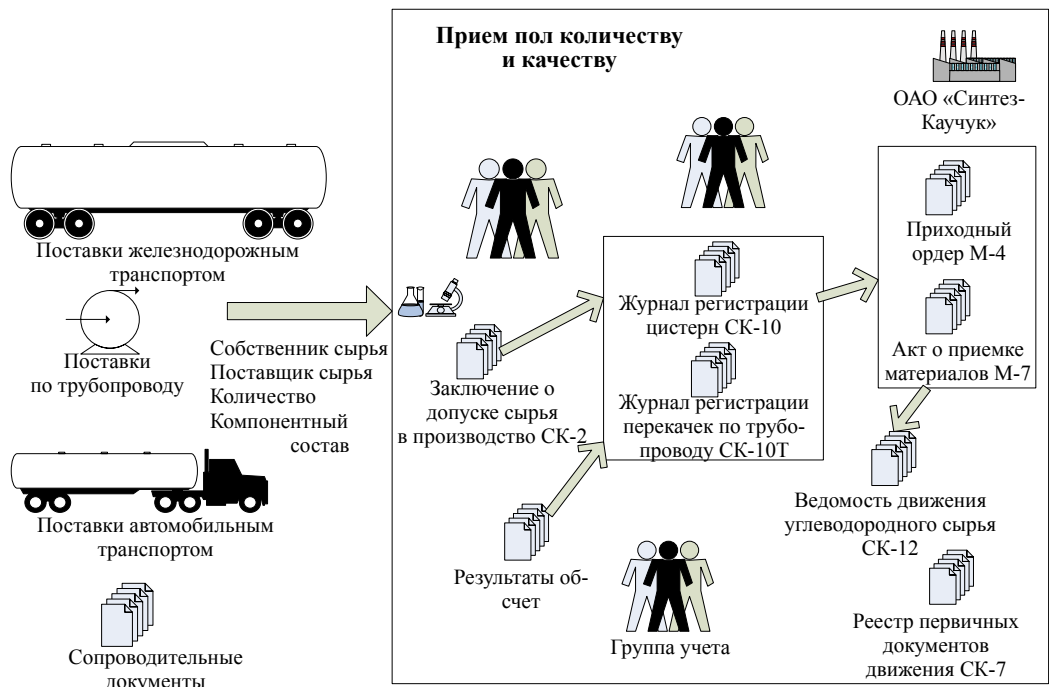 Прием пол количеству
и качеству
ОАО «Синтез-
Каучук»
Поставки железнодорожным
транспортом
Поставки
по трубопроводу
Собственник сырья
Поставщик сырья
Количество
Компонентный
состав
Поставки автомобильным
транспортом
Сопроводительные
документы
Заключение о
допуске сырья
в производство СК-2
Результаты об-
счет
Журнал регистрации
цистерн СК-10
Журнал регистрации
перекачек по трубо-
проводу СК-10Т
Группа учета
Приходный
ордер М-4
Акт о приемке
материалов М-7
Ведомость движения
углеводородного сырья
СК-12
Реестр первичных
документов
движения СК-7